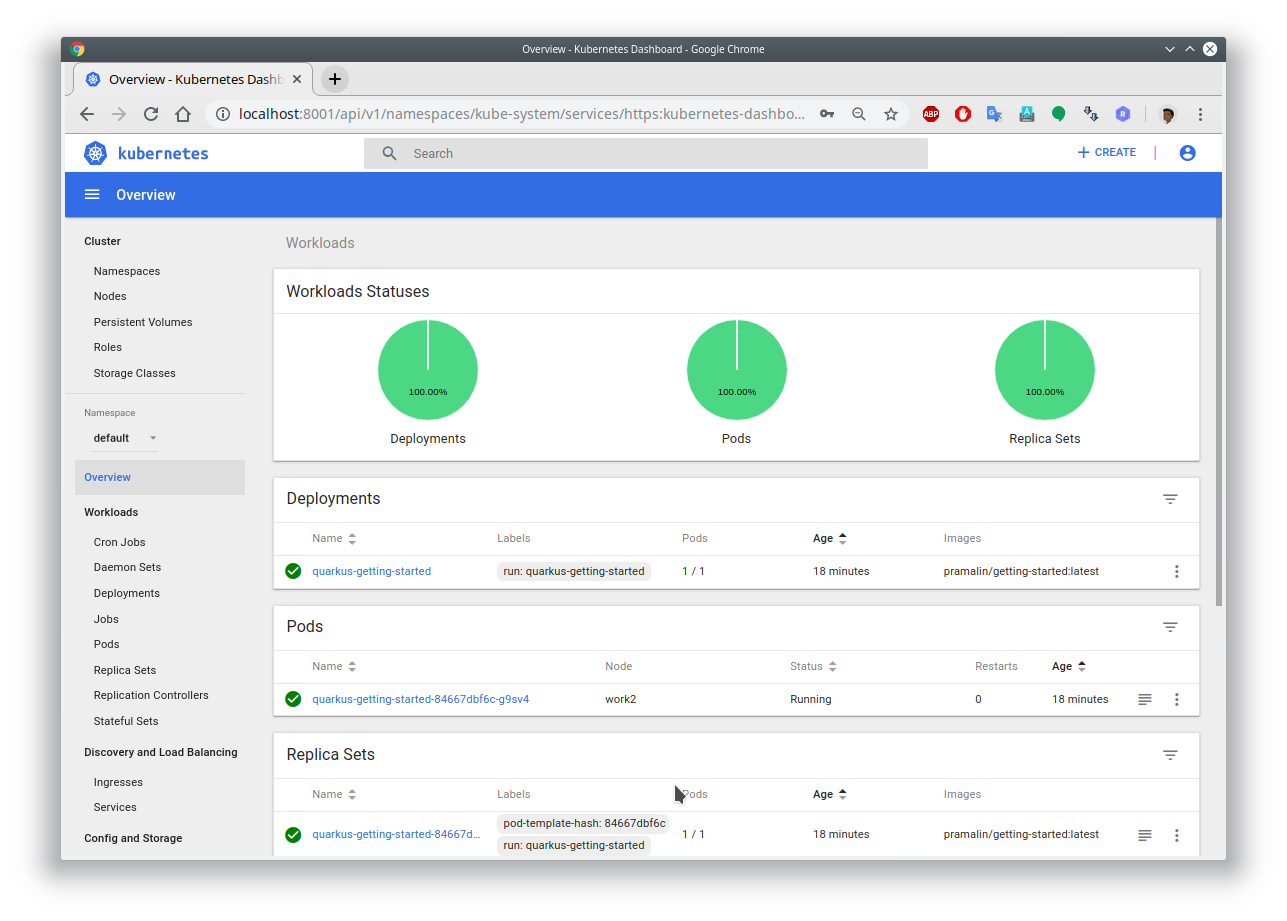 Overview - Kubernetes Dashboard - Google Chrome
Overview - Kubernetes Dashb
localhost:8001/api/v1/namespaces/kube-system/services/https:kubernetes-dashbo...
ABP
R
kubernetes
Search
+ CREATE
Overview
Cluster
Namespaces
Nodes
Persistent Volumes
Roles
Storage Classes
Namespace
default
Overview
Workloads
Cron Jobs
Daemon Sets
Deployments
Jobs
Pods
Replica Sets
Replication Controllers
Stateful Sets
Discovery and Load Balancing
Ingresses
Services
Config and Storage
Workloads
Workloads Statuses
100.00% 100.00% 100.00%
Deployments Pods Replica Sets
Deployments
Name Labels Pods Age Images
quarkus-getting-started run: quarkus-getting-started 1 / 1 18 minutes pramalin/getting-started:latest
Pods
Name Node Status Restarts Age
quarkus-getting-started-84667dbf6c-g9sv4 work2 Running 0 18 minutes
Replica Sets
Name Labels Pods Age Images
quarkus-getting-started-84667d... pod-template-hash: 84667dbf6c 1 / 1 18 minutes pramalin/getting-started:latest
run: quarkus-getting-started